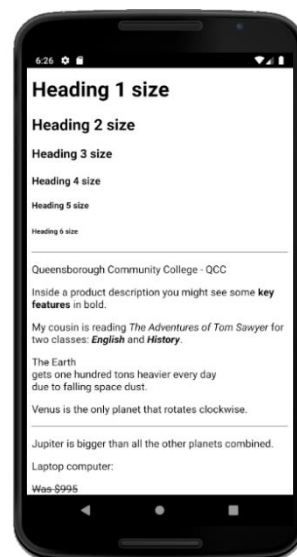 6:26
Heading 1 size
Heading 2 size
Heading 3 size
Heading 4 size
Heading 5 size
Heading 6 size
Queensborough Community College - QCC
Inside a product description you might see some key
features in bold.
My cousin is reading The Adventures of Tom Sawyer for
two classes: English and History.
The Earth
gets one hundred tons heavier every day
due to falling space dust.
Venus is the only planet that rotates clockwise.
Jupiter is bigger than all the other planets combined.
Laptop computer:
Was $995